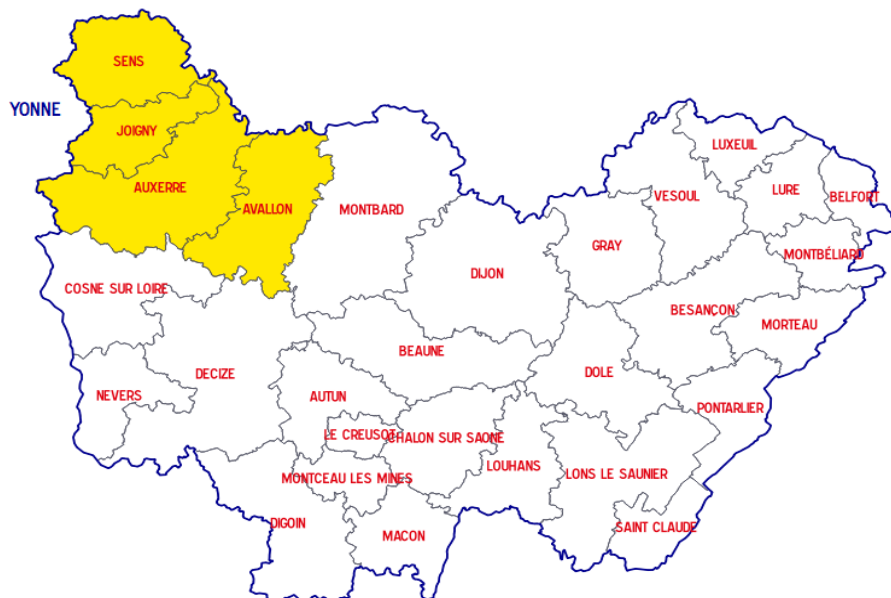 SENS
YONNE
JOIGNY
LUXEUIL
AUXERRE
LURE
VESOUL
BELFORT
AVALLON
MONTBARD
GRAY
MONTBÉLIARD
DIJON
COSNE SUR LOIRE
BESANÇON
MORTEAU
BEAUNE
DECIZE
DOLE
NEVERS
AUTUN
PONTARLIER
LE CREUSOT
CHALON SUR SAONE
LOUHANS
LONS LE SAUNIER
MONTCEAU LES MINES
DIGOIN
SAINT CLAUDE
MACON